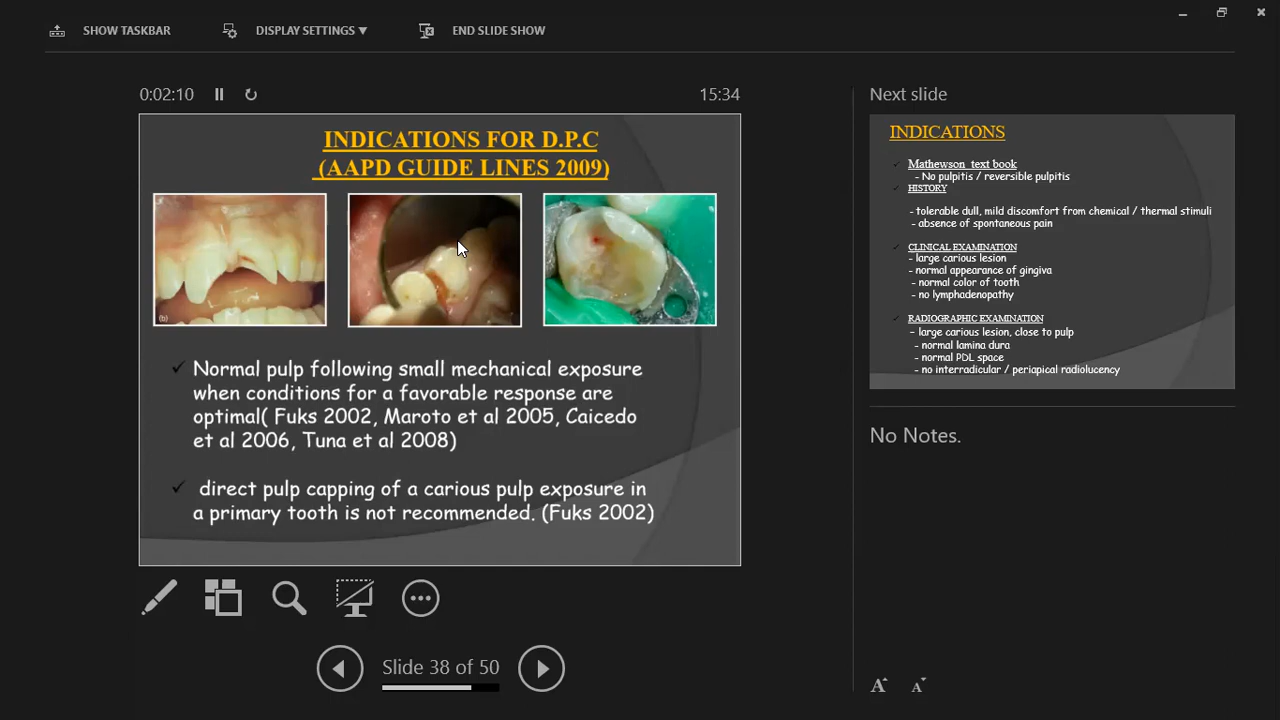 SHOW TASKBAR
DISPLAY SETTINGS ▼
END SLIDE SHOW
0:02:10
15:34
INDICATIONS FOR D.P.C
(AAPD GUIDE LINES 2009)
(b)
✓ Normal pulp following small mechanical exposure
when conditions for a favorable response are
optimal( Fuks 2002, Maroto et al 2005, Caicedo
et al 2006, Tuna et al 2008)
✓ direct pulp capping of a carious pulp exposure in
a primary tooth is not recommended. (Fuks 2002)
Slide 38 of 50
Next slide
INDICATIONS
✓ Mathewson text book
- No pulpitis / reversible pulpitis
✓ HISTORY
- tolerable dull, mild discomfort from chemical / thermal stimuli
- absence of spontaneous pain
✓ CLINICAL EXAMINATION
- large carious lesion
- normal appearance of gingiva
- normal color of tooth
- no lymphadenopathy
✓ RADIOGRAPHIC EXAMINATION
- large carious lesion, close to pulp
- normal lamina dura
- normal PDL space
- no interradicular / periapical radiolucency
No Notes.
A A